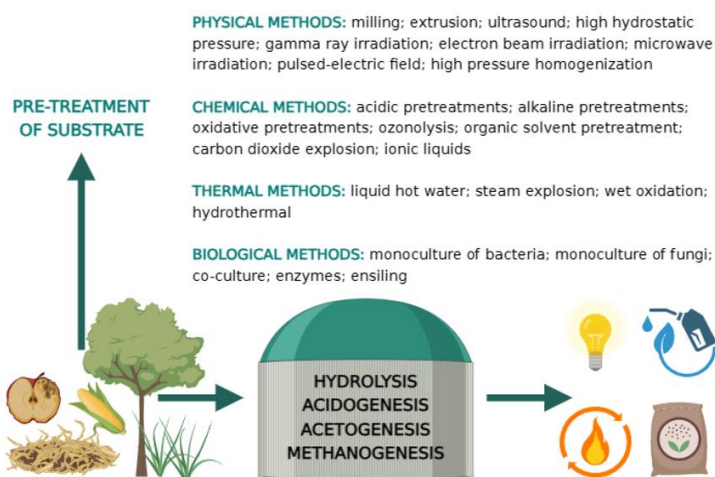 PHYSICAL METHODS: milling; extrusion; ultrasound; high hydrostatic
pressure; gamma ray irradiation; electron beam irradiation; microwave
irradiation; pulsed-electric field; high pressure homogenization
PRE-TREATMENT
OF SUBSTRATE
CHEMICAL METHODS: acidic pretreatments; alkaline pretreatments;
oxidative pretreatments; ozonolysis; organic solvent pretreatment;
carbon dioxide explosion; ionic liquids
THERMAL METHODS: liquid hot water; steam explosion; wet oxidation;
hydrothermal
BIOLOGICAL METHODS: monoculture of bacteria; monoculture of fungi;
co-culture; enzymes; ensiling
HYDROLYSIS
ACIDOGENESIS
ACETOGENESIS
METHANOGENESIS